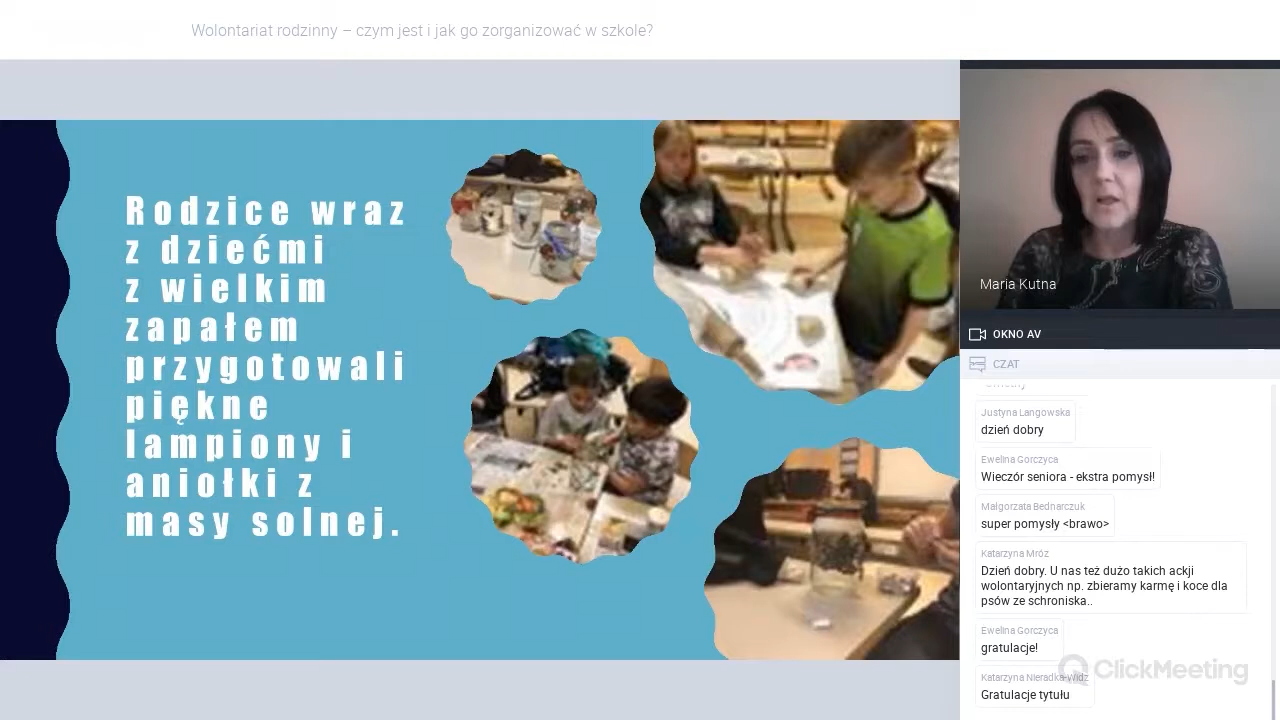 Wolontariat rodzinny – czym jest i jak go zorganizować w szkole?
Rodzice wraz
z dziećmi
z wielkim
zapałem
przygotowali
piękne
lampiony i
aniołki z
masy solnej.
Maria Kutna
OKNO AV
CZAT
Justyna Langowska
dzień dobry
Ewelina Gorczyca
Wieczór seniora - ekstra pomysł!
Małgorzata Bednarczuk
super pomysły <brawo>
Katarzyna Mróz
Dzień dobry. U nas też dużo takich ackji
wolontaryjnych np. zbieramy karmę i koce dla
psów ze schroniska..
Ewelina Gorczyca
gratulacje!
Katarzyna Nieradka-Widz
Gratulacje tytułu
ClickMeeting